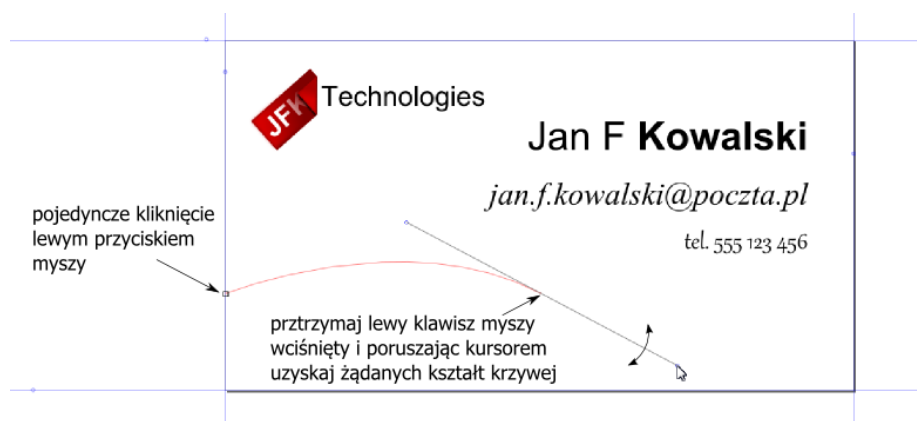 JFK
Technologies
Jan F Kowalski
jan.f.kowalski@poczta.pl
tel. 555 123 456
pojedyncze kliknięcie
lewym przyciskiem
myszy
prztrzymaj lewy klawisz myszy
wciśnięty i poruszając kursorem
uzyskaj żądanych kształt krzywej